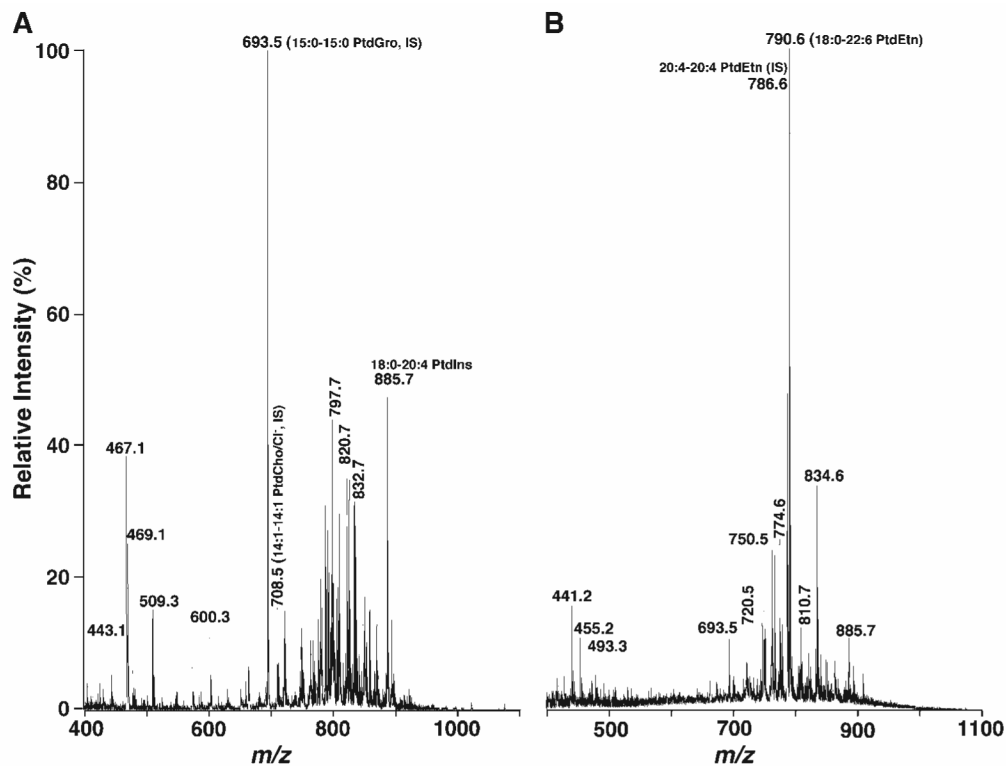 A
B
100
693.5 (15:0-15:0 PtdGro, IS)
790.6 (18:0-22:6 PtdEtn)
20:4-20:4 PtdEtn (IS)
786.6
80
Relative Intensity (%)
60
18:0-20:4 PtdIns
885.7
797.7
820.7
832.7
708.5 (14:1-14:1 PtdCho/Cl-, IS)
40
467.1
469.1
509.3
443.1
600.3
20
0
834.6
774.6
750.5
720.5
810.7
441.2
455.2
493.3
693.5
885.7
400 600 800 1000
m/z
500 700 900 1100
m/z